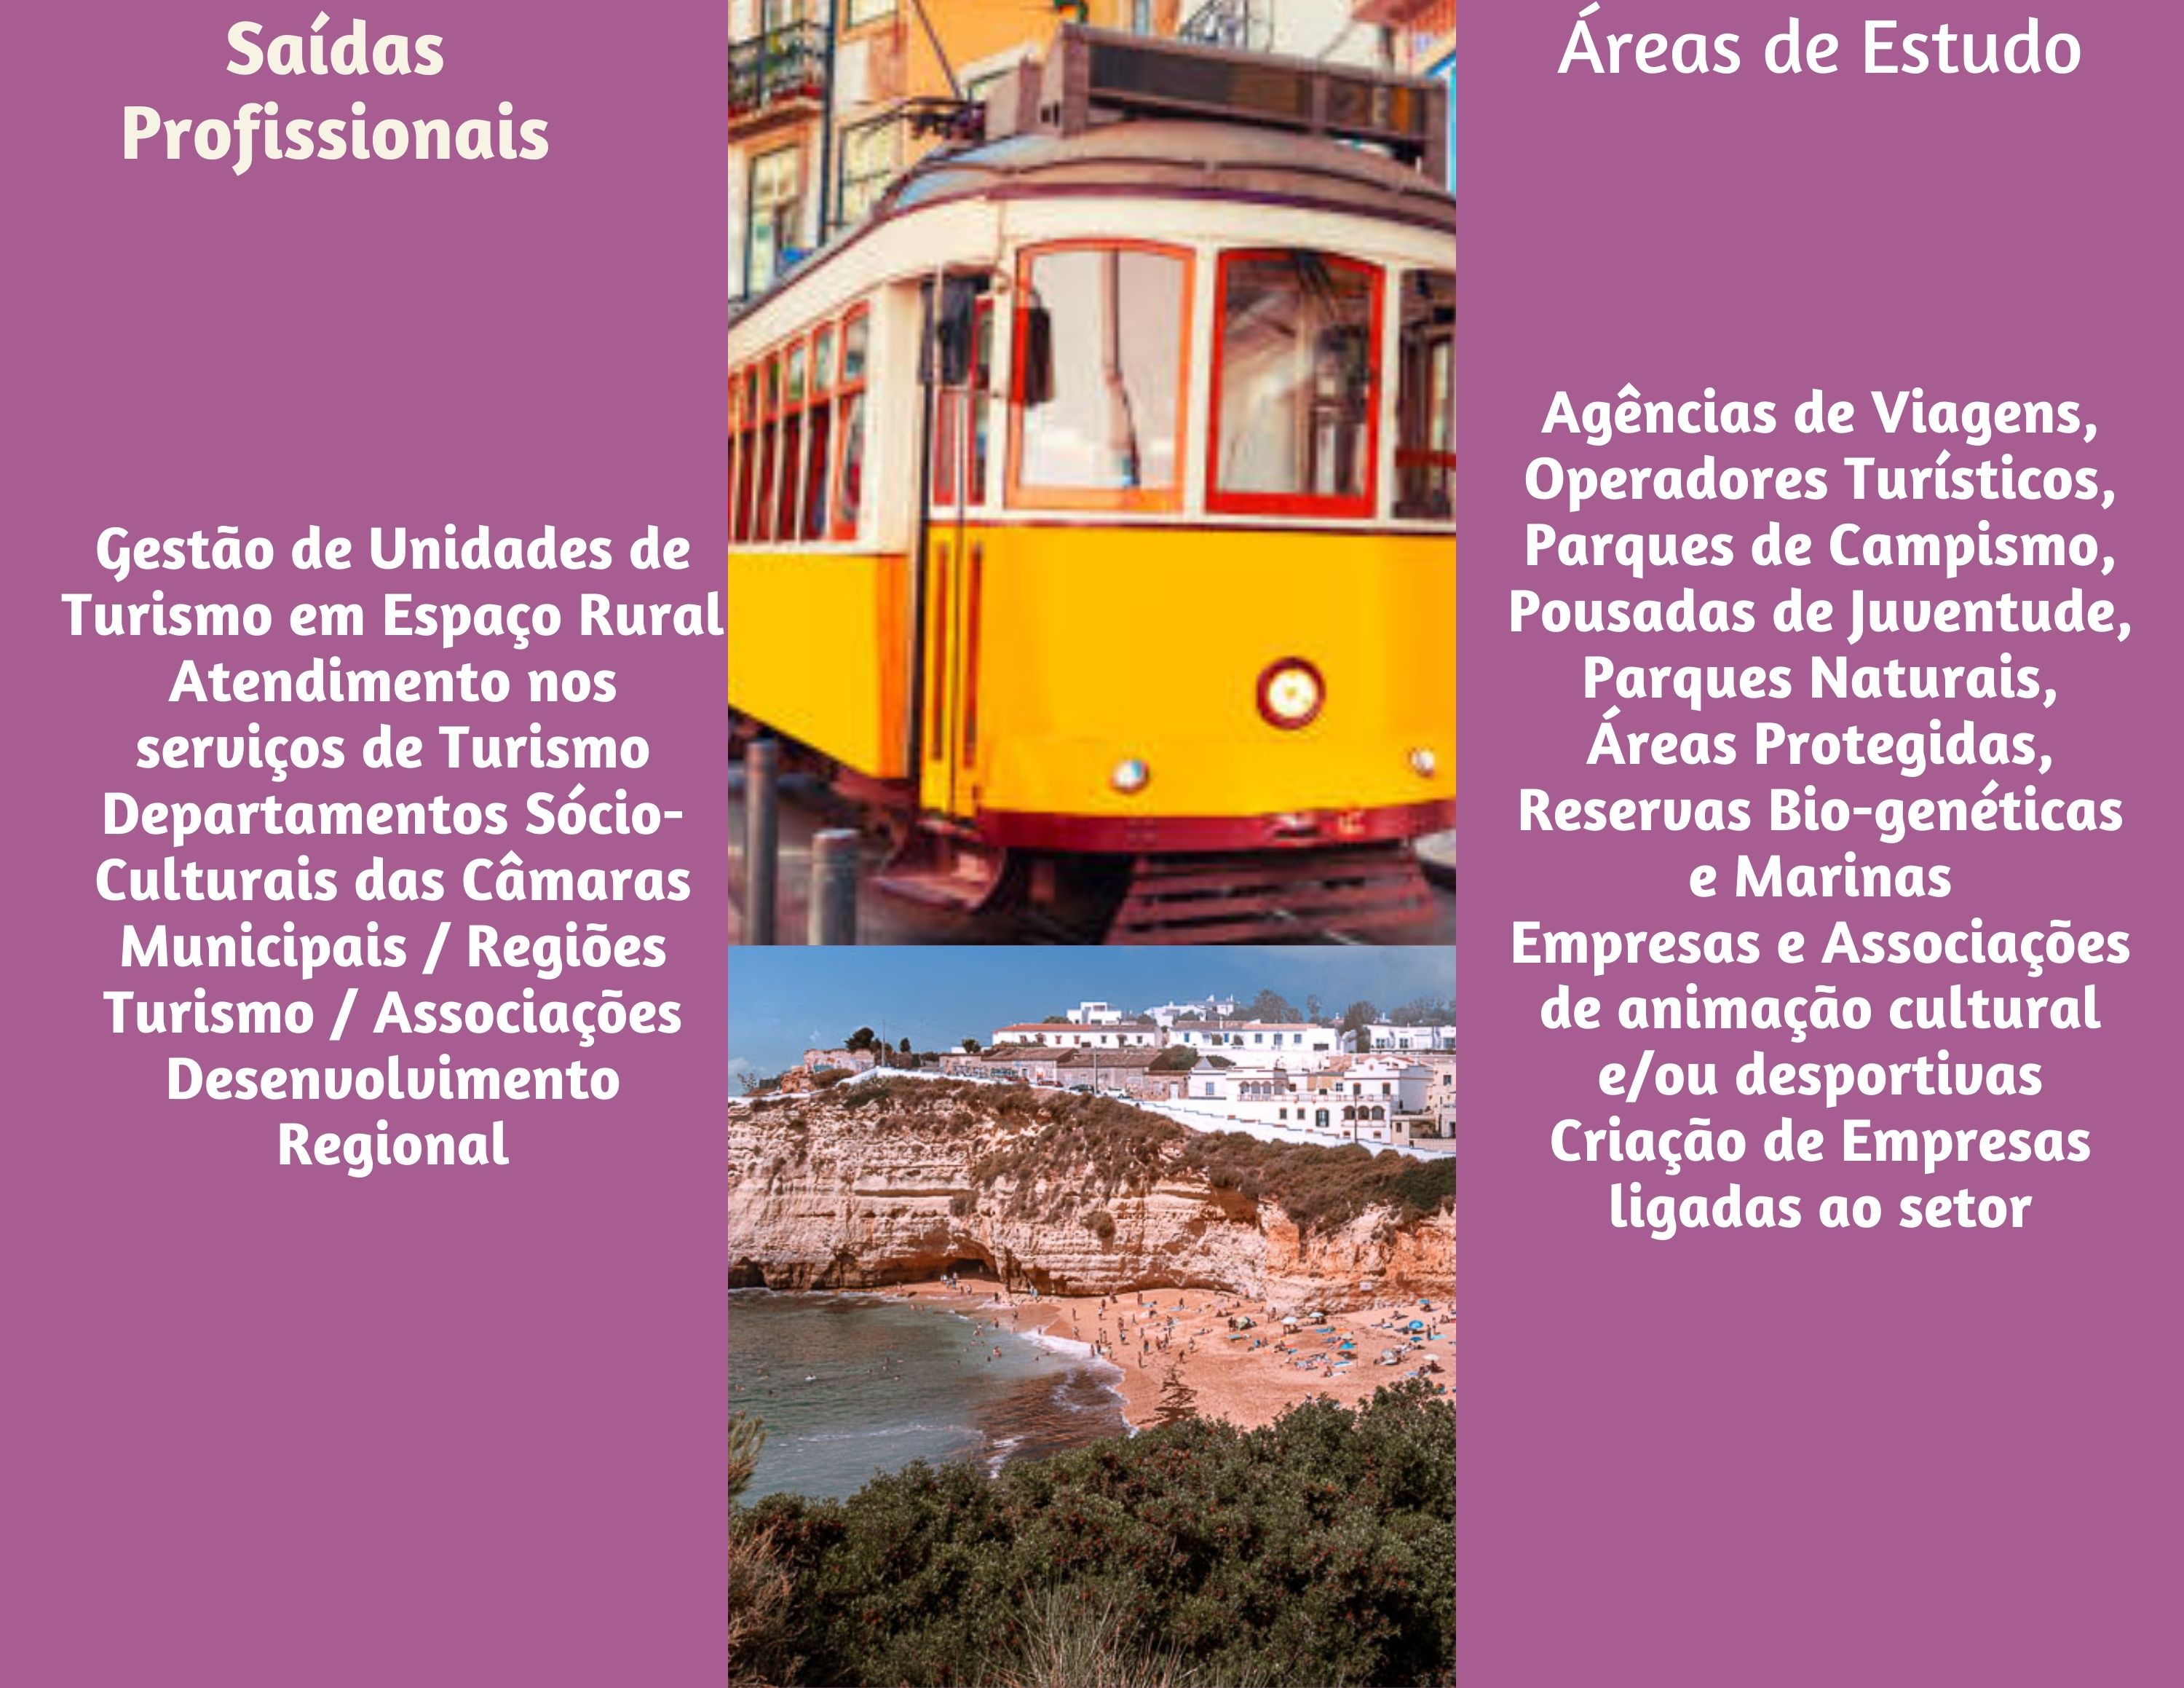 Saídas
Profissionais
Gestão de Unidades de
Turismo em Espaço Rural
Atendimento nos
serviços de Turismo
Departamentos Sócio-
Culturais das Câmaras
Municipais / Regiões
Turismo / Associações
Desenvolvimento
Regional
Áreas de Estudo
Agências de Viagens,
Operadores Turísticos,
Parques de Campismo,
Pousadas de Juventude,
Parques Naturais,
Áreas Protegidas,
Reservas Bio-genéticas
e Marinas
Empresas e Associações
de animação cultural
e/ou desportivas
Criação de Empresas
ligadas ao setor